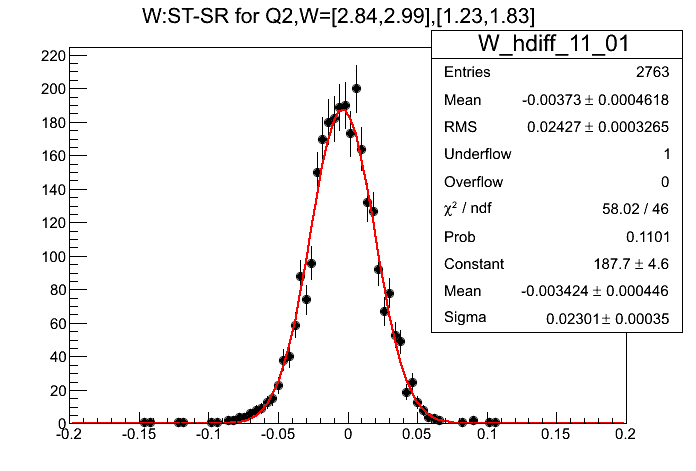 W:ST-SR for Q2,W=[2.84,2.99],[1.23,1.83]
W_hdiff_11_01
Entries 2763
Mean -0.00373 ± 0.0004618
RMS 0.02427 ± 0.0003265
Underflow 1
Overflow 0
χ² / ndf 58.02 / 46
Prob 0.1101
Constant 187.7 ± 4.6
Mean -0.003424 ± 0.000446
Sigma 0.02301 ± 0.00035
220
200
180
160
140
120
100
80
60
40
20
0
-0.2 -0.15 -0.1 -0.05 0 0.05 0.1 0.15 0.2